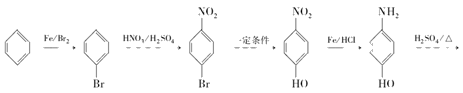 NO₂ NO₂ NH₂
Fe/Br₂ HNO₃/H₂SO₄ 一定条件 Fe/HCl H₂SO₄/△
Br Br HO HO